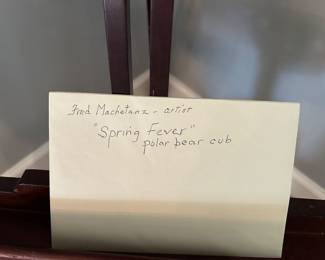 Fred Machetanz - artist
"Spring Fever"
polar bear cub